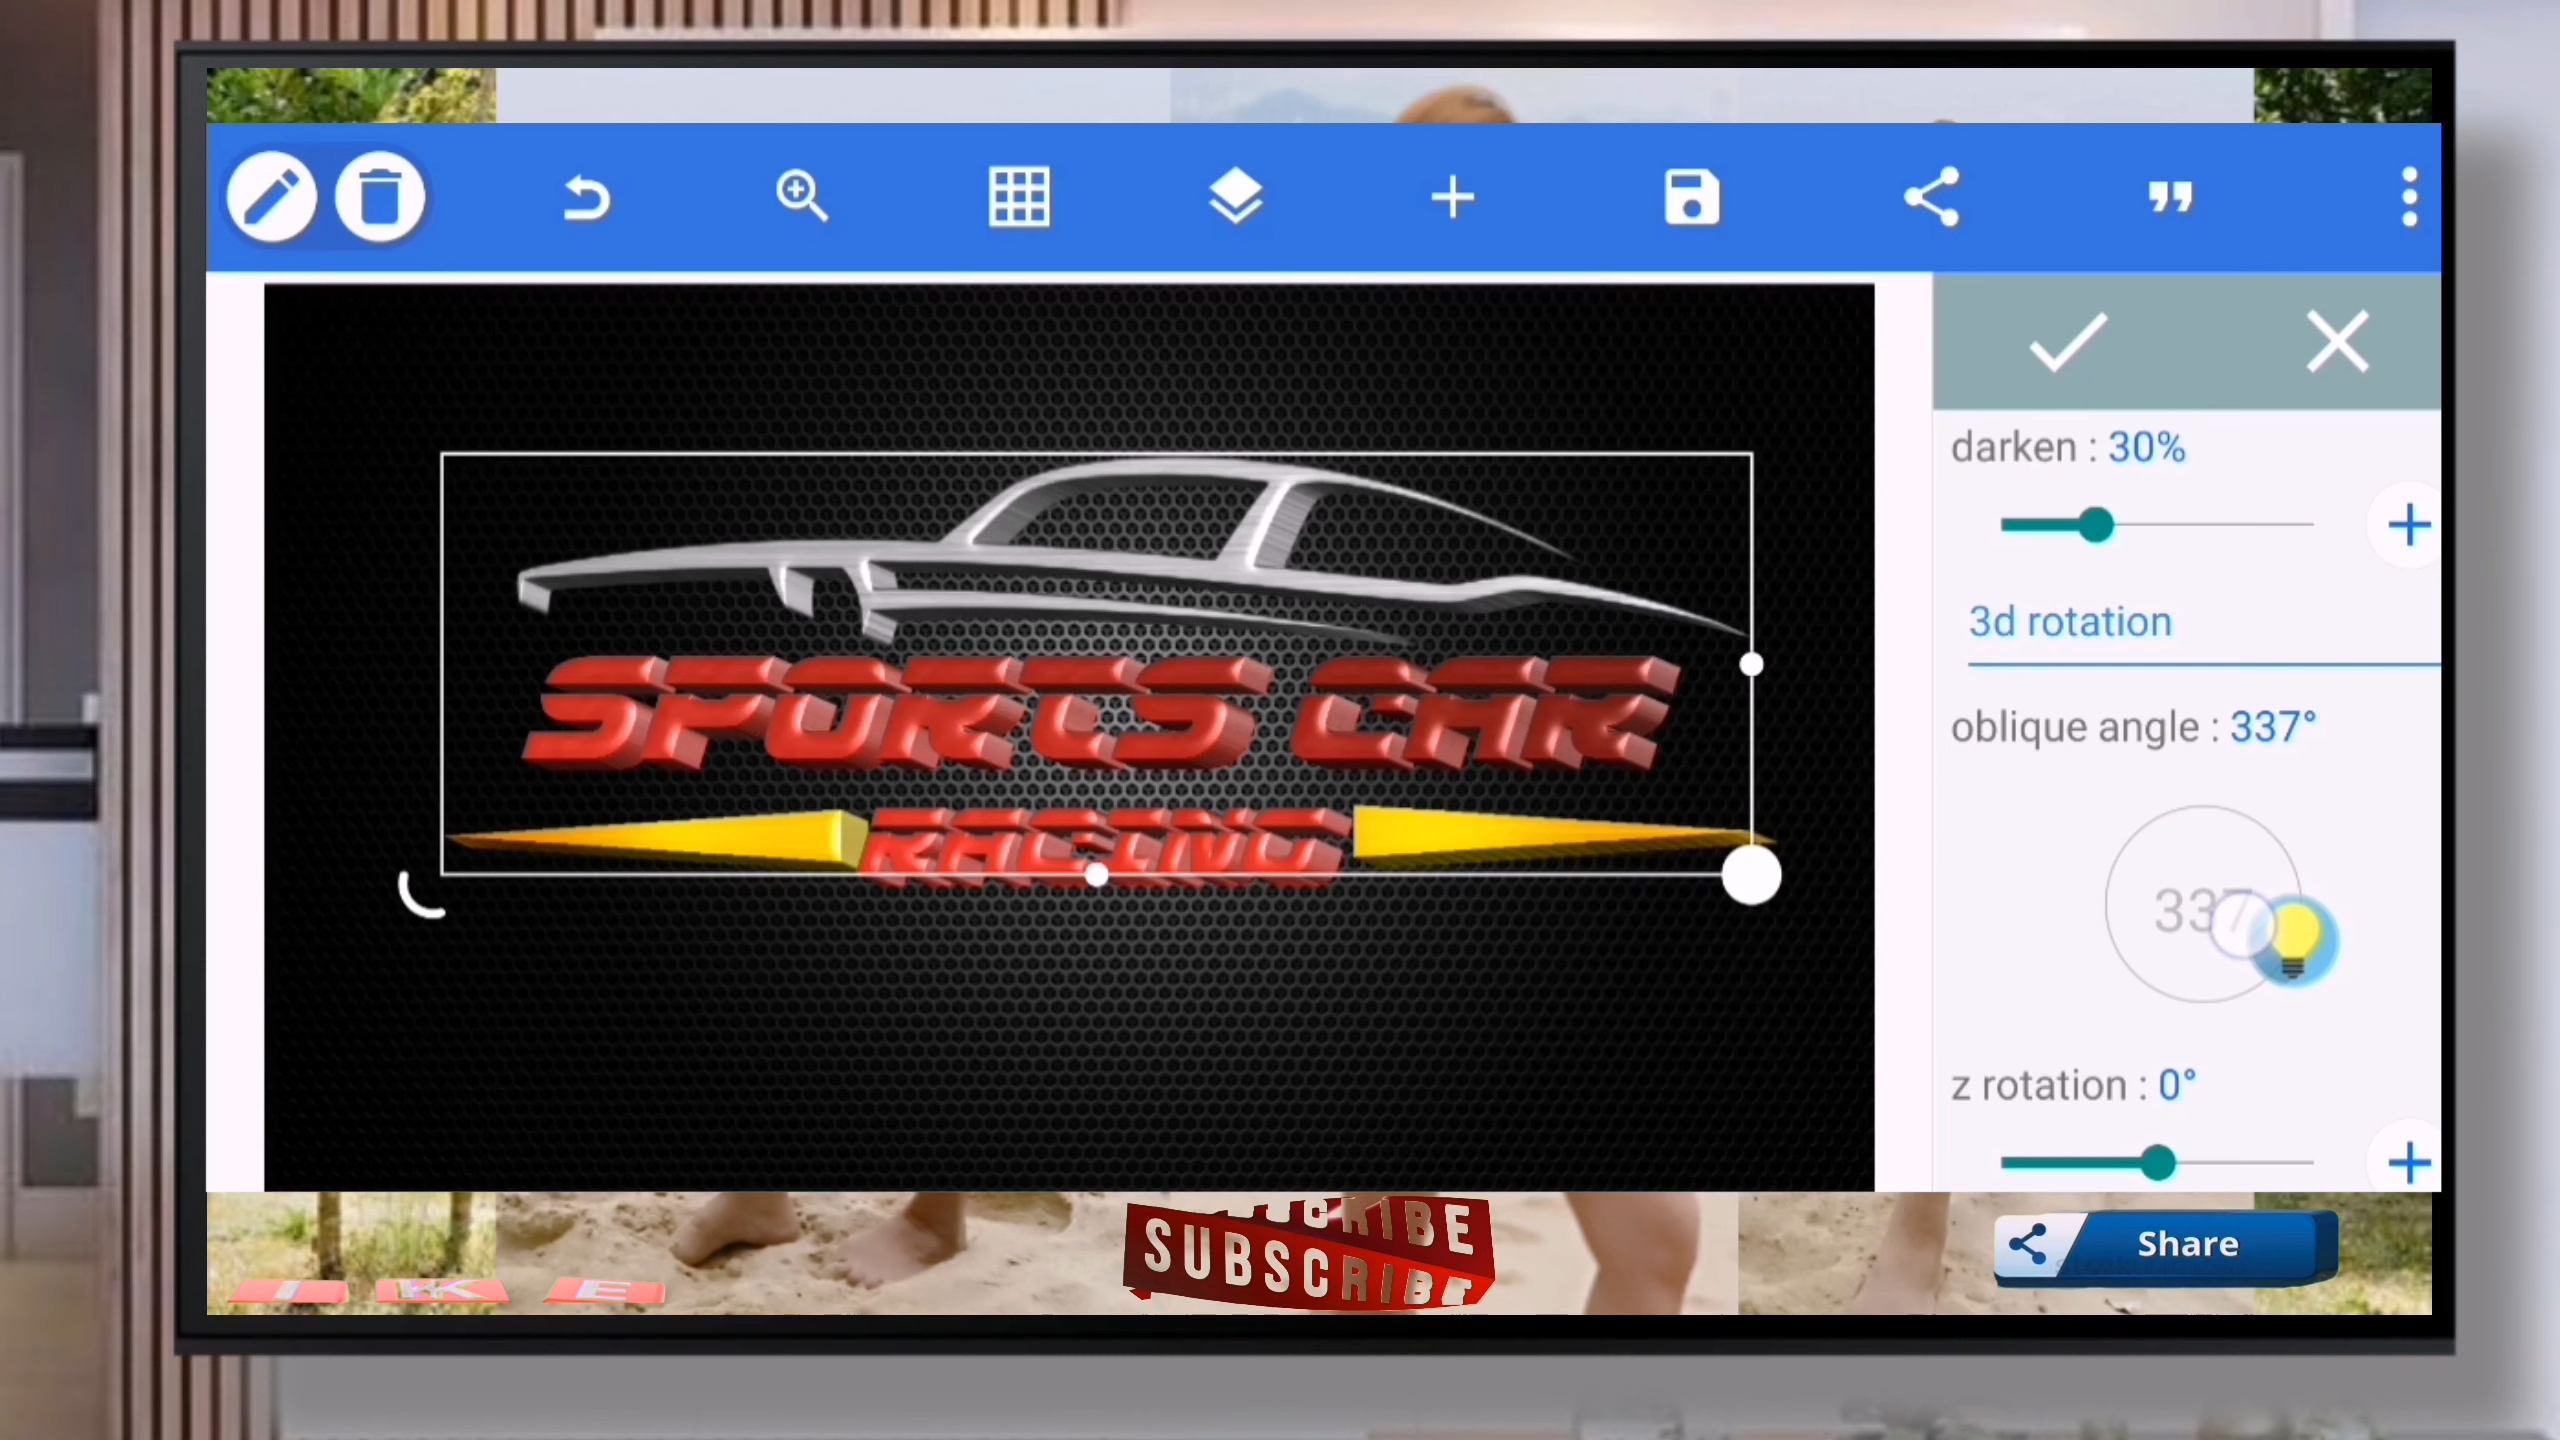 darken : 30%
3d rotation
oblique angle : 337°
337
z rotation : 0°
SPORTS CAR
RACING
SUBSCRIBE
I K E
Share